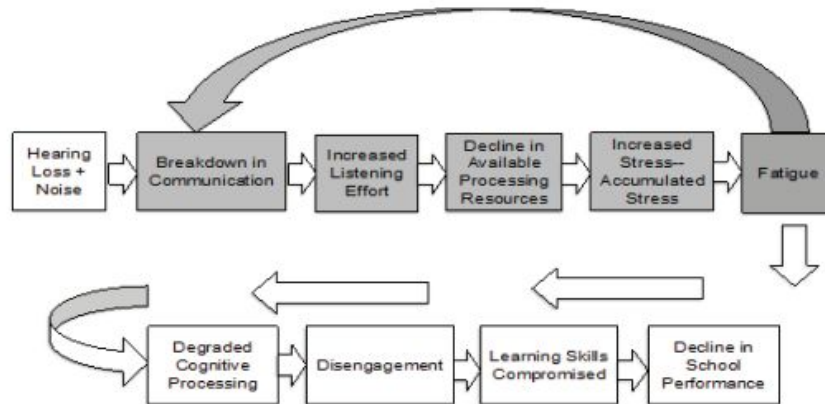 Hearing
Loss +
Noise
Breakdown in
Communication
Increased
Listening
Effort
Decline in
Available
Processing
Resources
Increased
Stress--
Accumulated
Stress
Fatigue
Degraded
Cognitive
Processing
Disengagement
Learning Skills
Compromised
Decline in
School
Performance